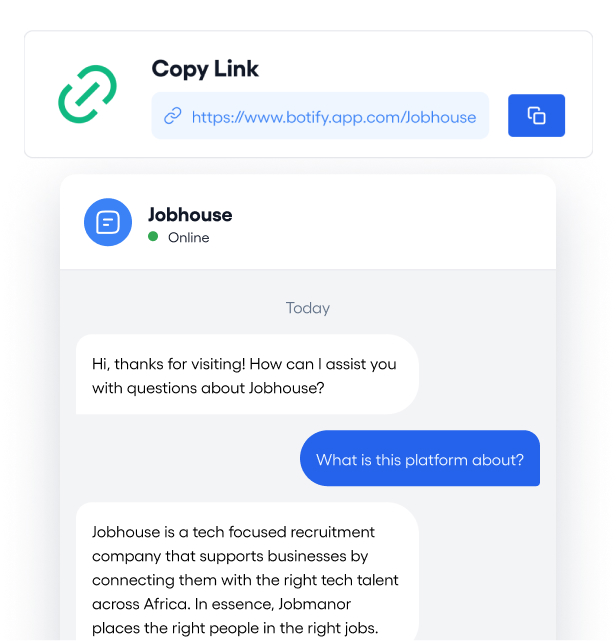 Copy Link
https://www.botify.app.com/Jobhouse
Jobhouse
Online
Today
Hi, thanks for visiting! How can I assist you
with questions about Jobhouse?
What is this platform about?
Jobhouse is a tech focused recruitment
company that supports businesses by
connecting them with the right tech talent
across Africa. In essence, Jobmanor
places the right people in the right jobs.